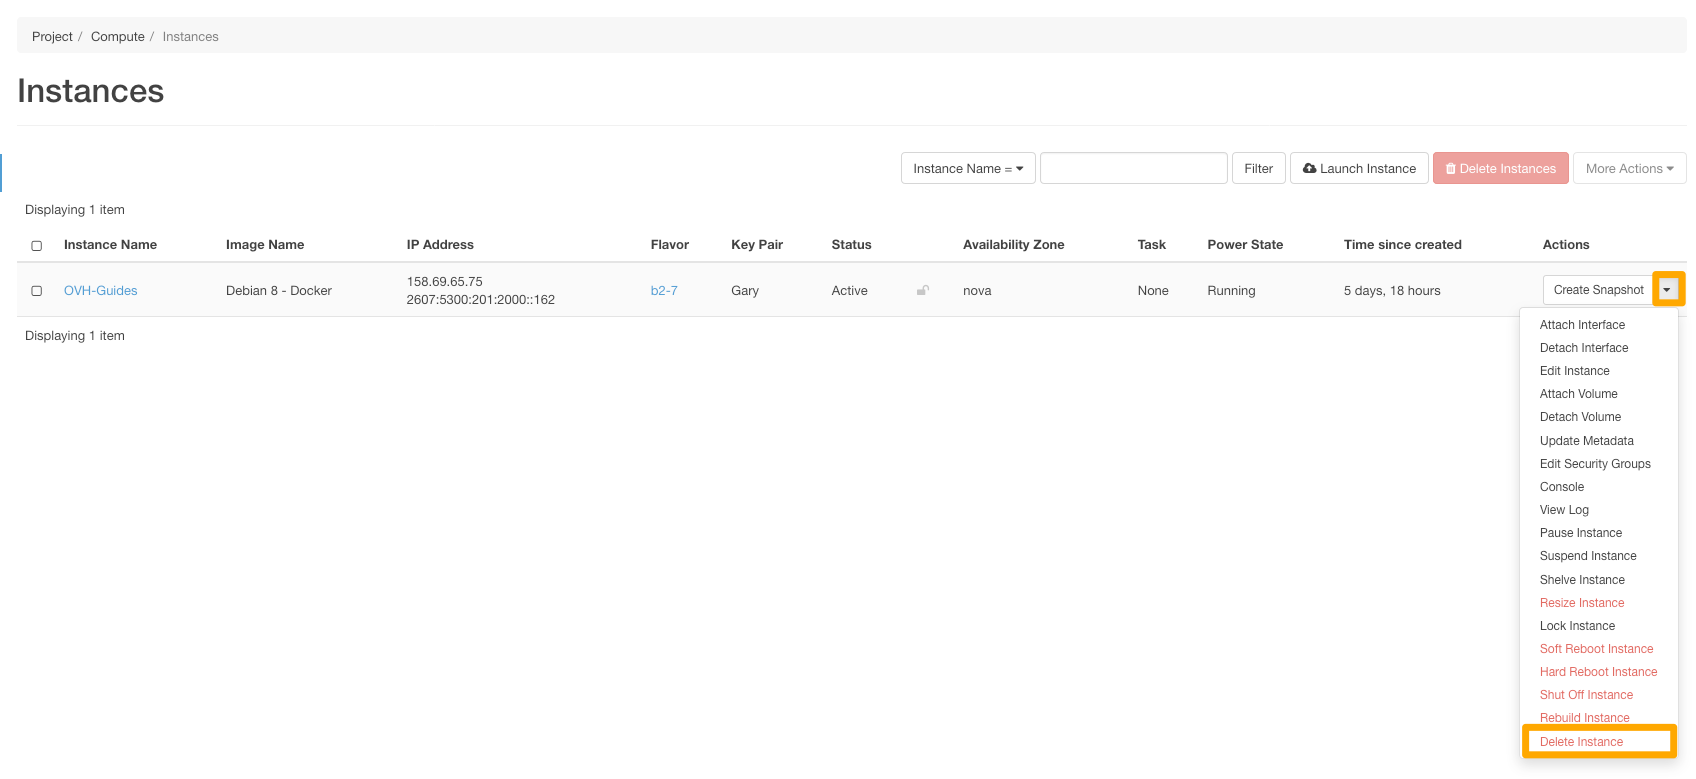 Project / Compute / Instances
Instances
Instance Name = Filter Launch Instance Delete Instances More Actions
Displaying 1 item
Instance Name Image Name IP Address Flavor Key Pair Status Availability Zone Task Power State Time since created Actions
OVH-Guides Debian 8 - Docker 158.69.65.75 b2-7 Gary Active nova None Running 5 days, 18 hours Create Snapshot
2607:5300:201:2000::162
Displaying 1 item
Attach Interface
Detach Interface
Edit Instance
Attach Volume
Detach Volume
Update Metadata
Edit Security Groups
Console
View Log
Pause Instance
Suspend Instance
Shelve Instance
Resize Instance
Lock Instance
Soft Reboot Instance
Hard Reboot Instance
Shut Off Instance
Rebuild Instance
Delete Instance